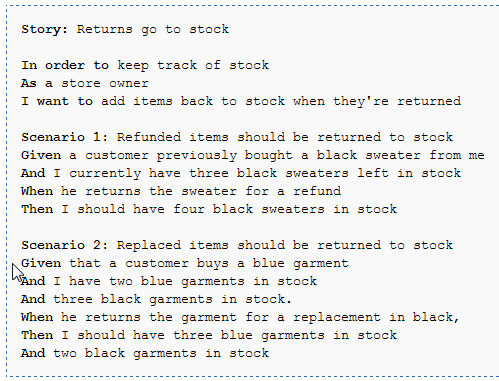 Story: Returns go to stock
In order to keep track of stock
As a store owner
I want to add items back to stock when they're returned
Scenario 1: Refunded items should be returned to stock
Given a customer previously bought a black sweater from me
And I currently have three black sweaters left in stock
When he returns the sweater for a refund
Then I should have four black sweaters in stock
Scenario 2: Replaced items should be returned to stock
Given that a customer buys a blue garment
And I have two blue garments in stock
And three black garments in stock.
When he returns the garment for a replacement in black,
Then I should have three blue garments in stock
And two black garments in stock